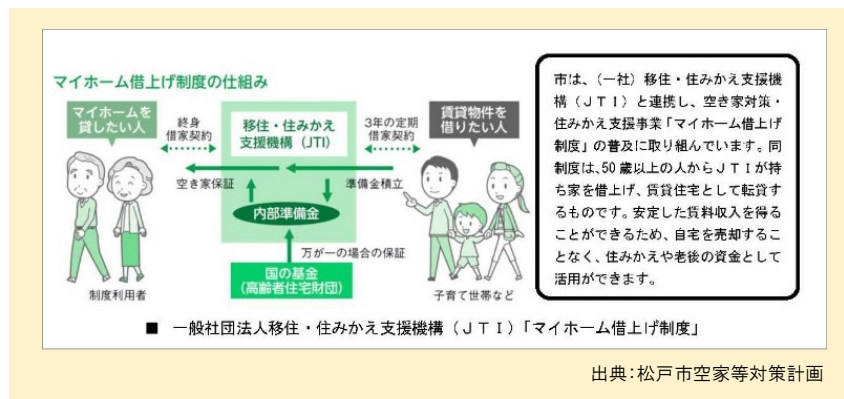 マイホーム借上げ制度の仕組み
マイホームを
貸したい人
終身
借家契約
移住・住みかえ
支援機構（JTI）
3年の定期
借家契約
賃貸物件を
借りたい人
空き家保証
準備金積立
内部準備金
万が一の場合の保証
国の基金
（高齢者住宅財団）
制度利用者
子育て世帯など
市は、（一社）移住・住みかえ支援機
構（ＪＴＩ）と連携し、空き家対策・
住みかえ支援事業「マイホーム借上げ
制度」の普及に取り組んでいます。同
制度は、50歳以上の人からＪＴＩが持
ち家を借上げ、賃貸住宅として転貸す
るものです。安定した賃料収入を得る
ことができるため、自宅を売却するこ
となく、住みかえや老後の資金として
活用ができます。
■ 一般社団法人移住・住みかえ支援機構（ＪＴＩ）「マイホーム借上げ制度」
出典：松戸市空家等対策計画